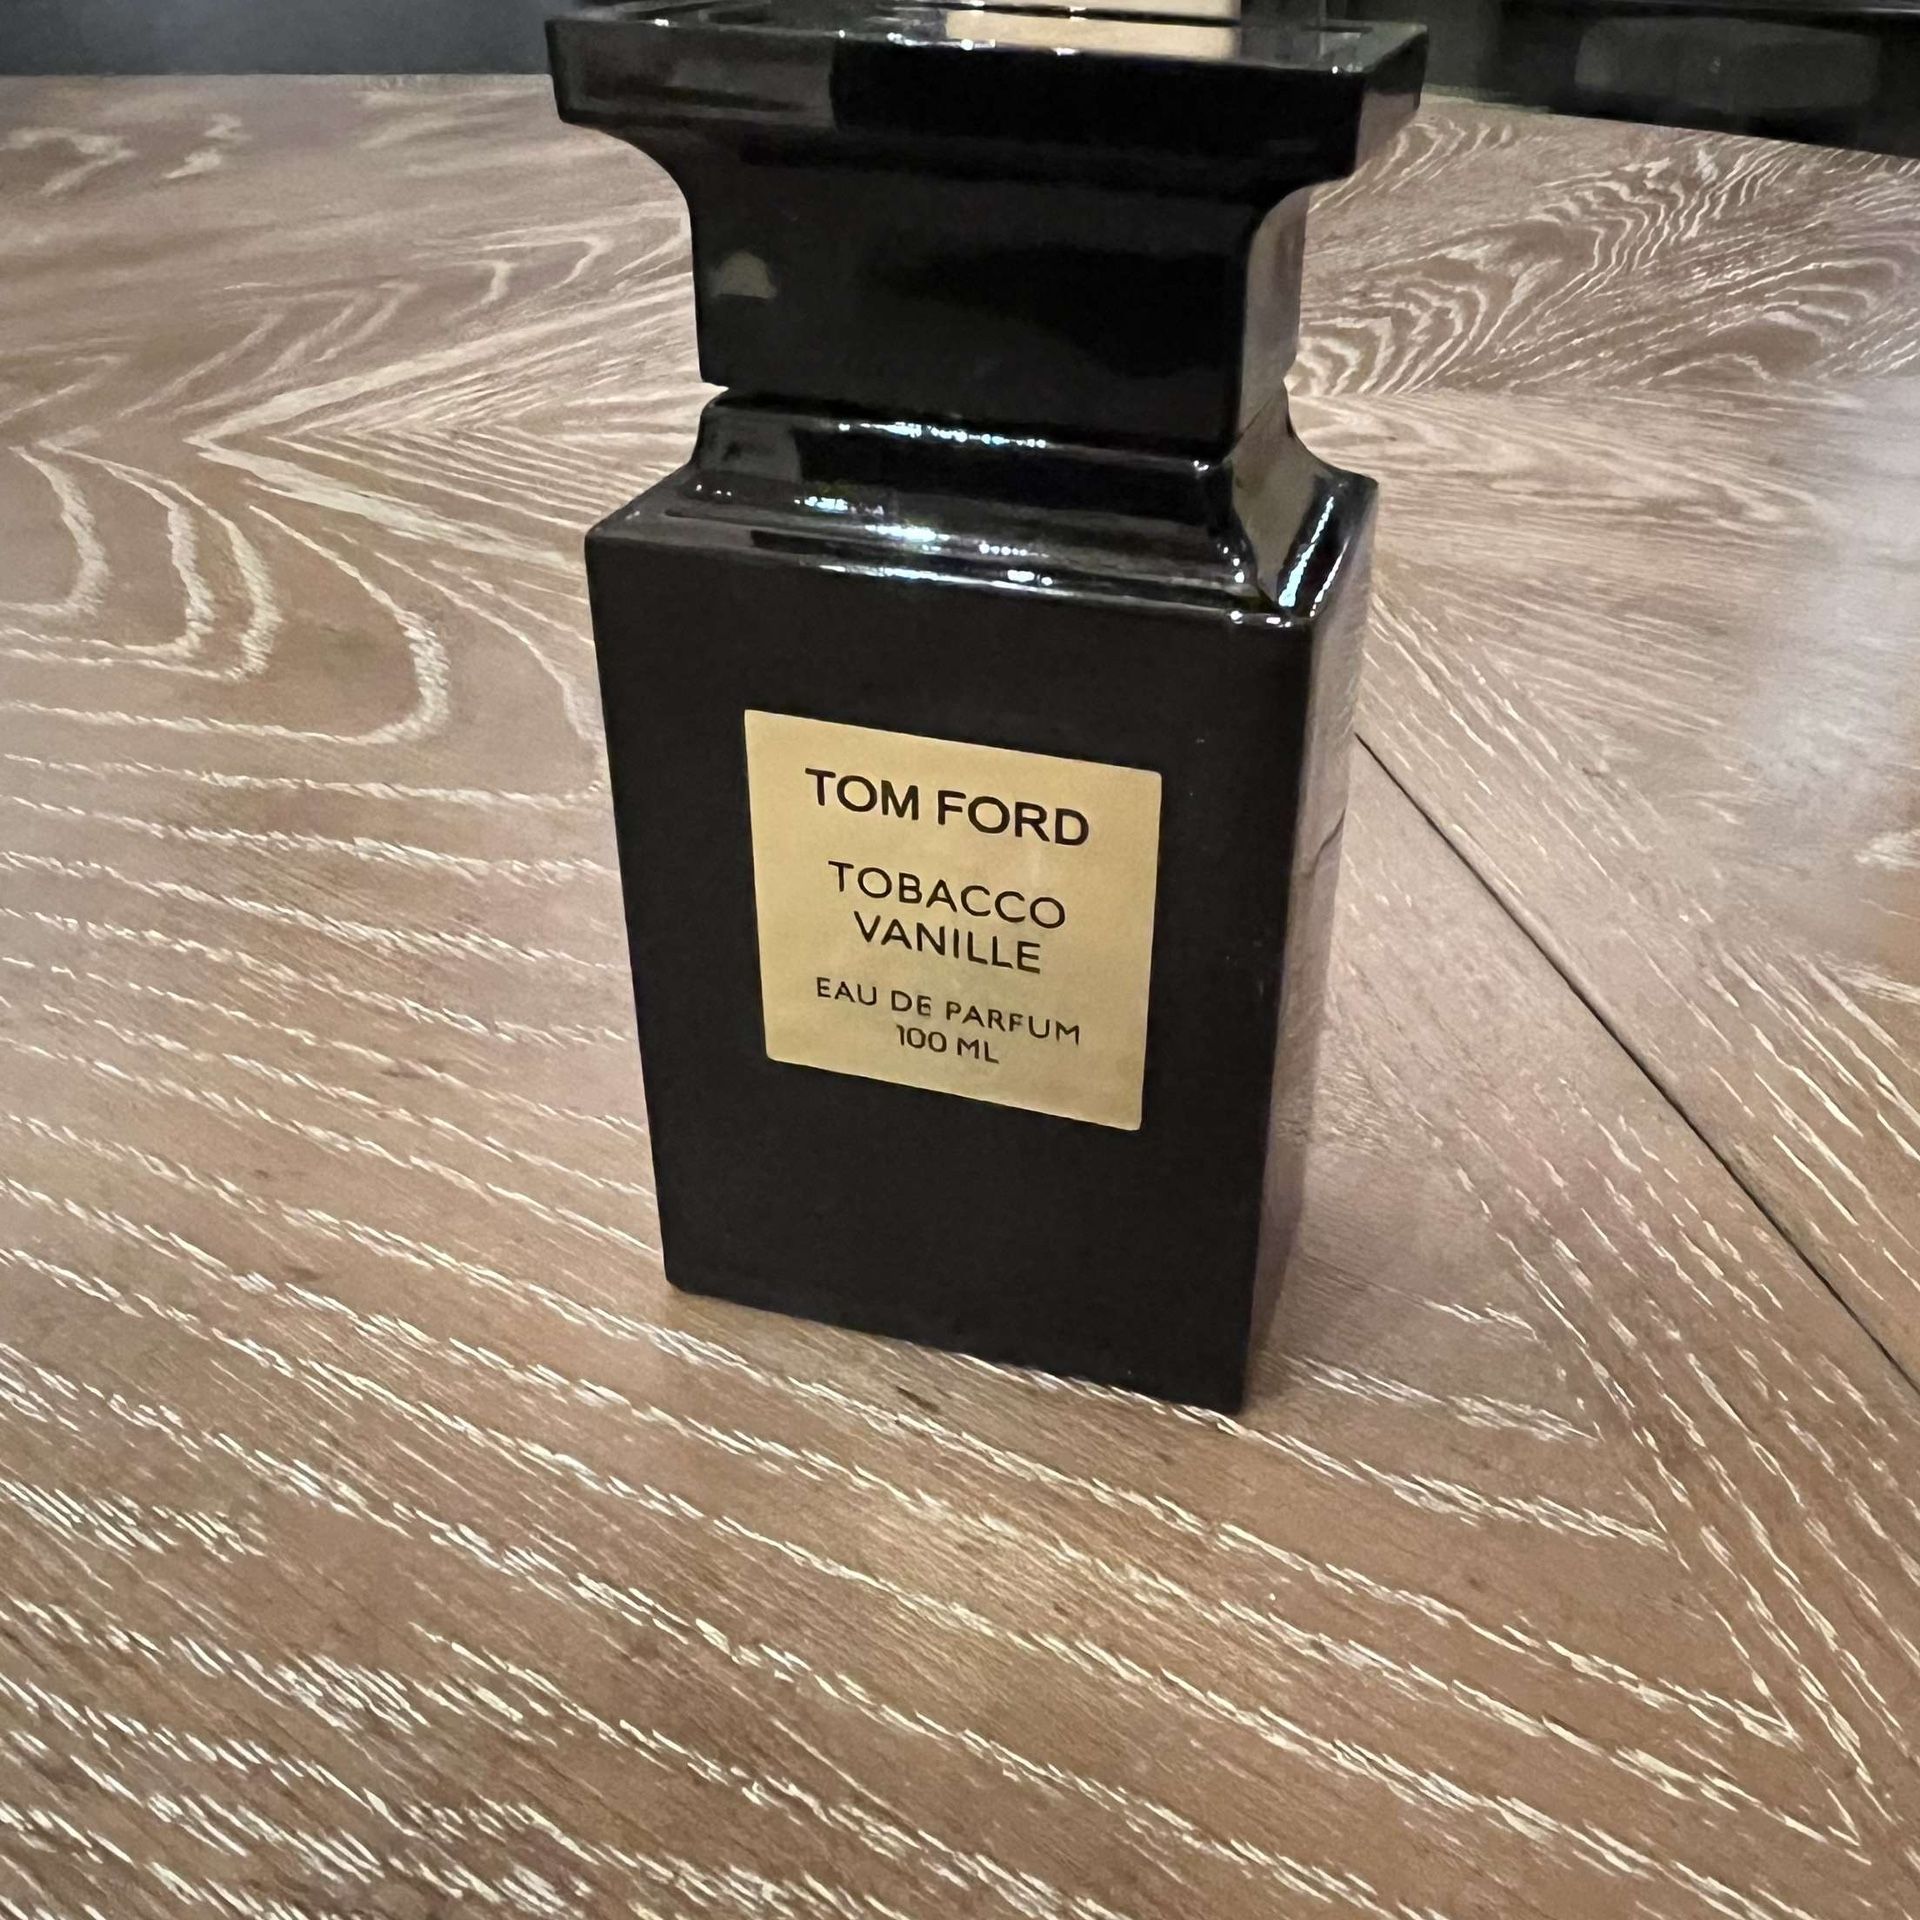 TOM FORD
TOBACCO
VANILLE
EAU DE PARFUM
100 ML